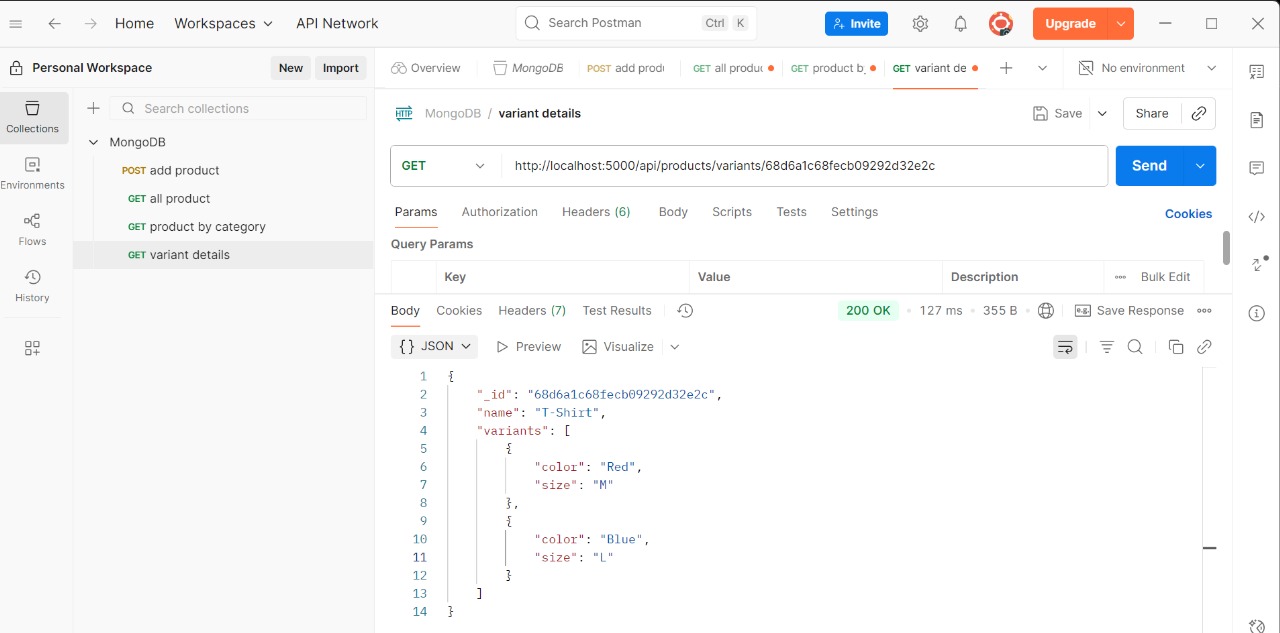 Home Workspaces API Network Search Postman Ctrl K Invite Upgrade
Personal Workspace New Import Overview MongoDB POST add prod GET all produc GET product by GET variant de No environment
Collections
Search collections
MongoDB
POST add product
GET all product
GET product by category
GET variant details
Environments
Flows
History
HTTP MongoDB / variant details Save Share
GET http://localhost:5000/api/products/variants/68d6a1c68fecb09292d32e2c Send
Params Authorization Headers (6) Body Scripts Tests Settings Cookies
Query Params
Key Value Description Bulk Edit
Body Cookies Headers (7) Test Results 200 OK • 127 ms • 355 B • e.g. Save Response
{} JSON Preview Visualize
1 {
2 "_id": "68d6a1c68fecb09292d32e2c",
3 "name": "T-Shirt",
4 "variants": [
5 {
6 "color": "Red",
7 "size": "M"
8 },
9 {
10 "color": "Blue",
11 "size": "L"
12 }
13 ]
14 }